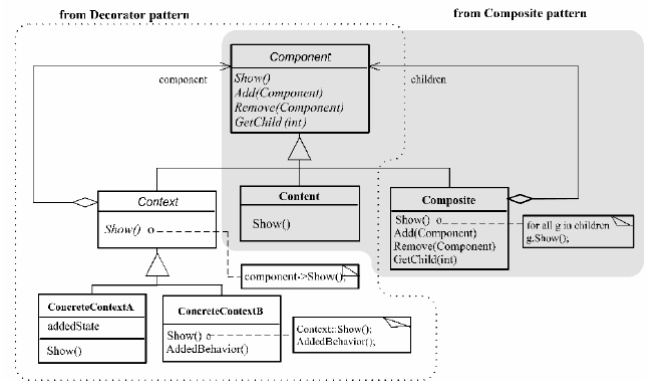 from Decorator pattern
from Composite pattern
Component
Show()
Add(Component)
Remove(Component)
GetChild (int)
component
children
Context
Show() o
Content
Show()
Composite
Show() o
Add(Component)
Remove(Component)
GetChild(int)
for all g in children
g.Show();
component->Show();
ConcreteContextA
addedState
Show()
ConcreteContextB
Show() o
AddedBehavior()
Context::Show();
AddedBehavior();